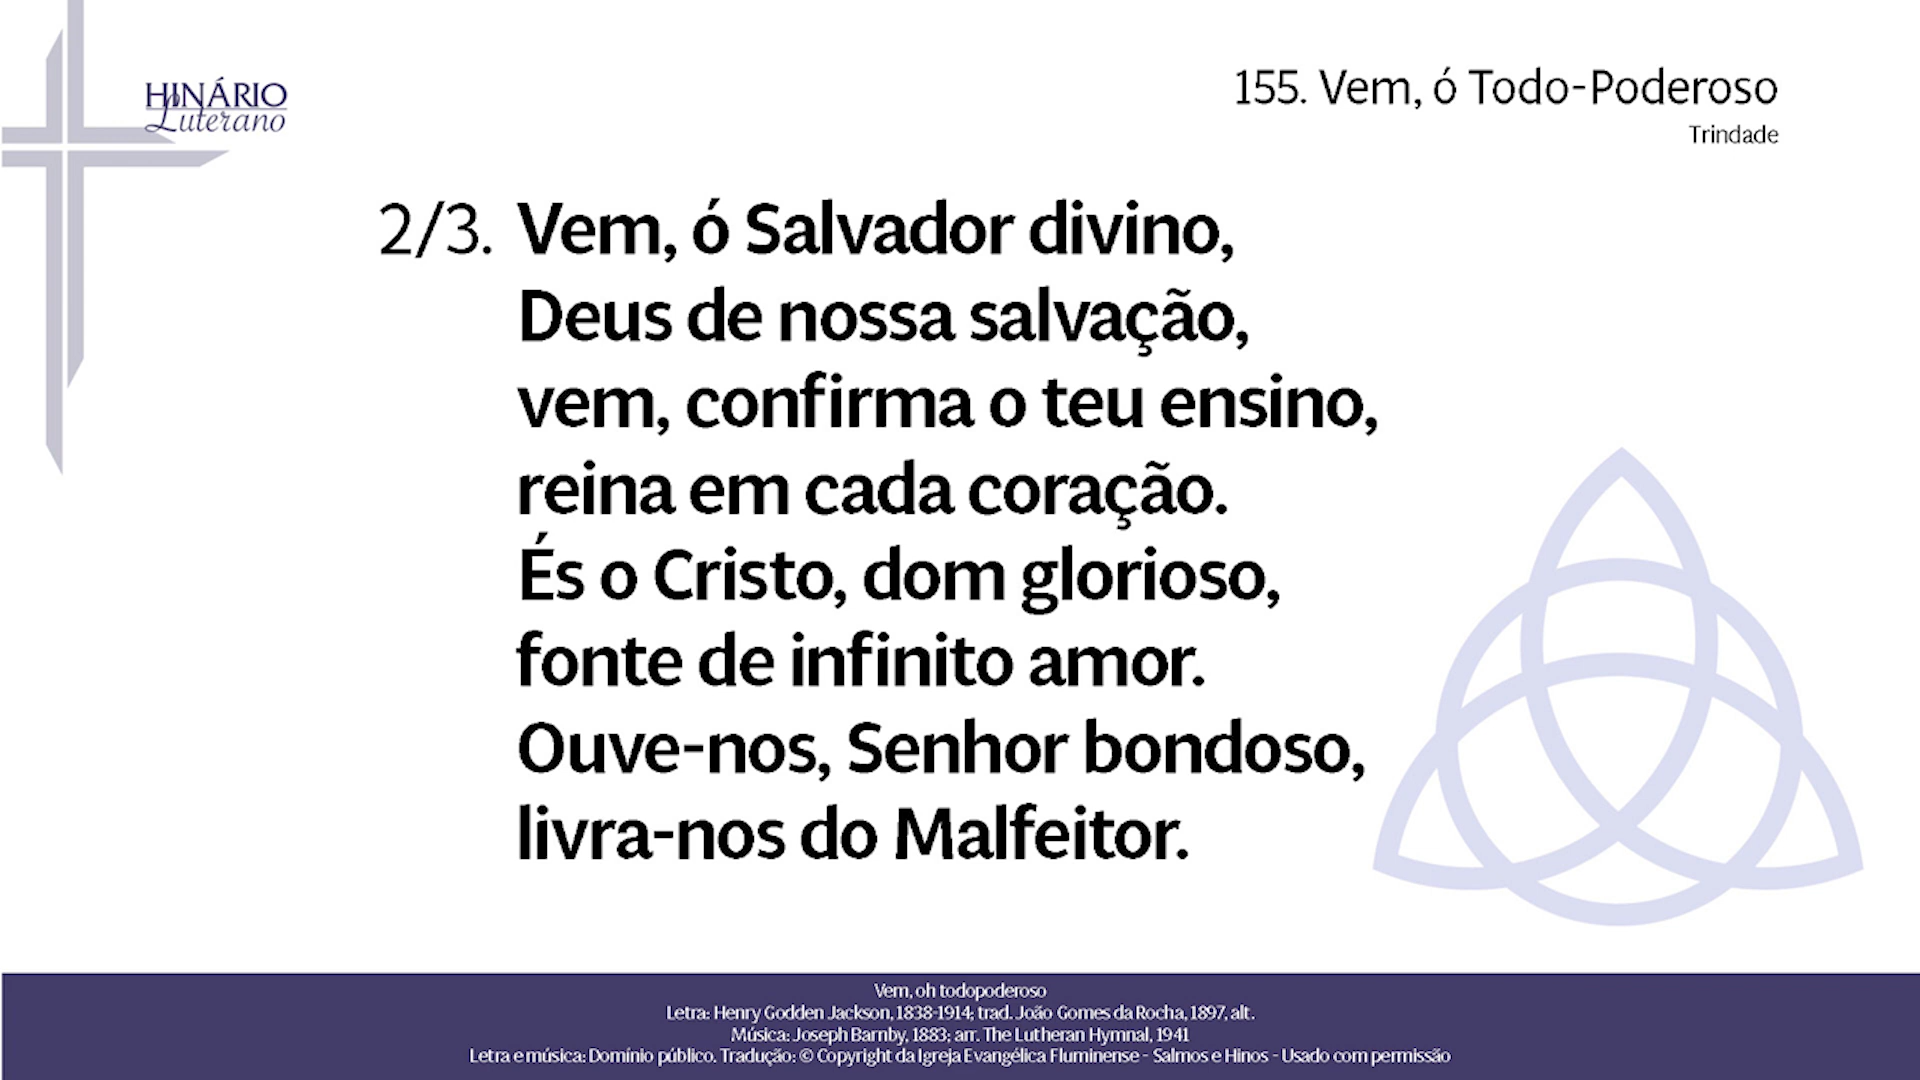 HINÁRIO
Luterano
155. Vem, ó Todo-Poderoso
Trindade
2/3. Vem, ó Salvador divino,
Deus de nossa salvação,
vem, confirma o teu ensino,
reina em cada coração.
És o Cristo, dom glorioso,
fonte de infinito amor.
Ouve-nos, Senhor bondoso,
livra-nos do Malfeitor.
Vem, oh todopoderoso
Letra: Henry Godden Jackson, 1838-1914; trad. João Gomes da Rocha, 1897, alt.
Música: Joseph Barnby, 1883; arr. The Lutheran Hymnal, 1941
Letra e música: Domínio público. Tradução: © Copyright da Igreja Evangélica Fluminense - Salmos e Hinos - Usado com permissão